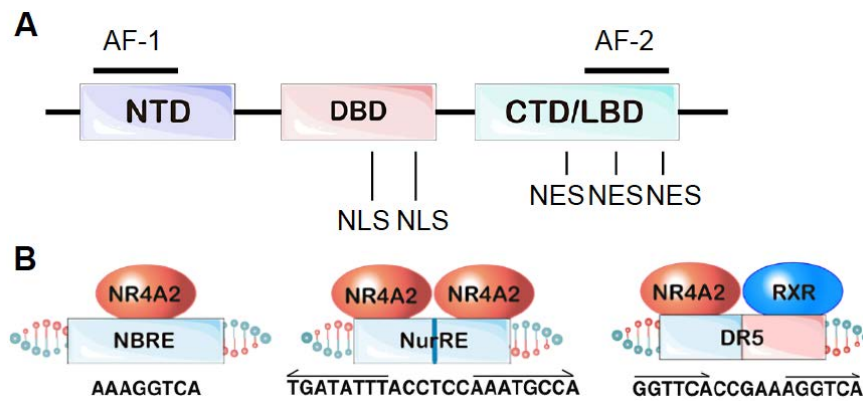 A
AF-1 AF-2
NTD DBD CTD/LBD
NLS NLS NES NES NES
B
NR4A2 NR4A2 NR4A2 NR4A2 RXR
NBRE NurRE DR5
AAAGGTCA TGATATTTACCTCCAAATGCCA GGTTCACCGAAAGGTCA